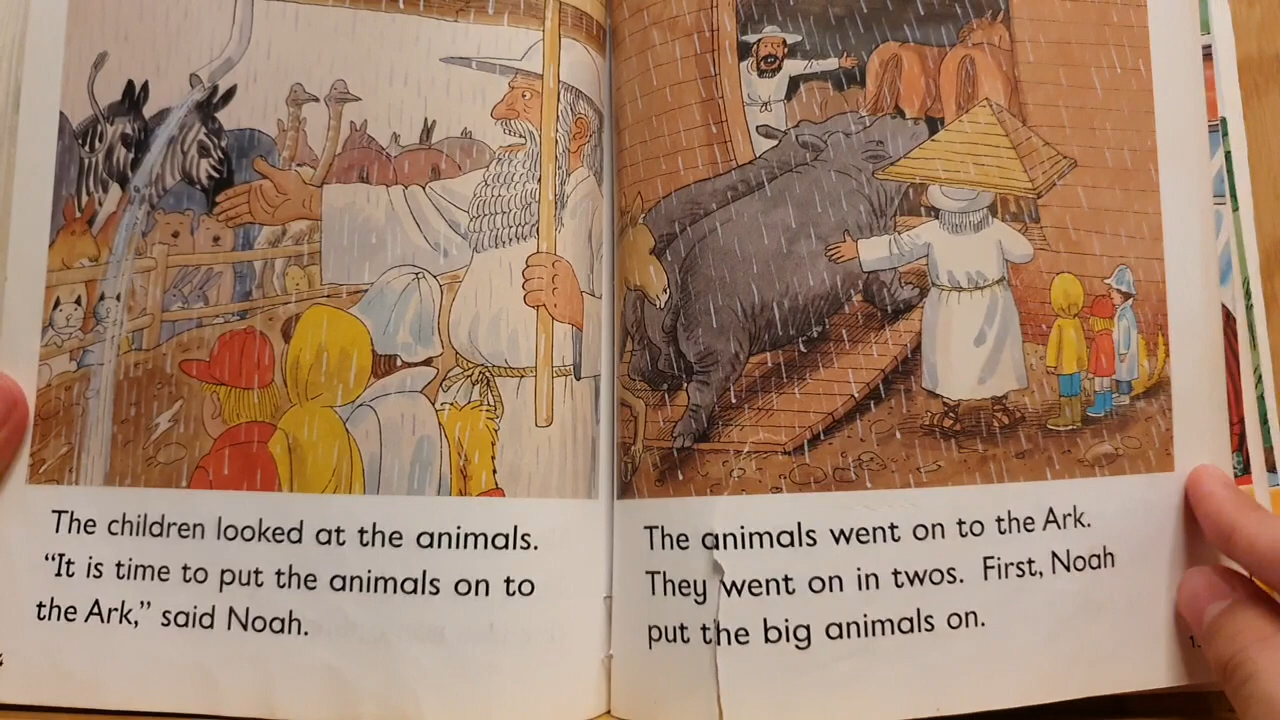 The children looked at the animals.
“It is time to put the animals on to
the Ark,” said Noah.
The animals went on to the Ark.
They went on in twos. First, Noah
put the big animals on.